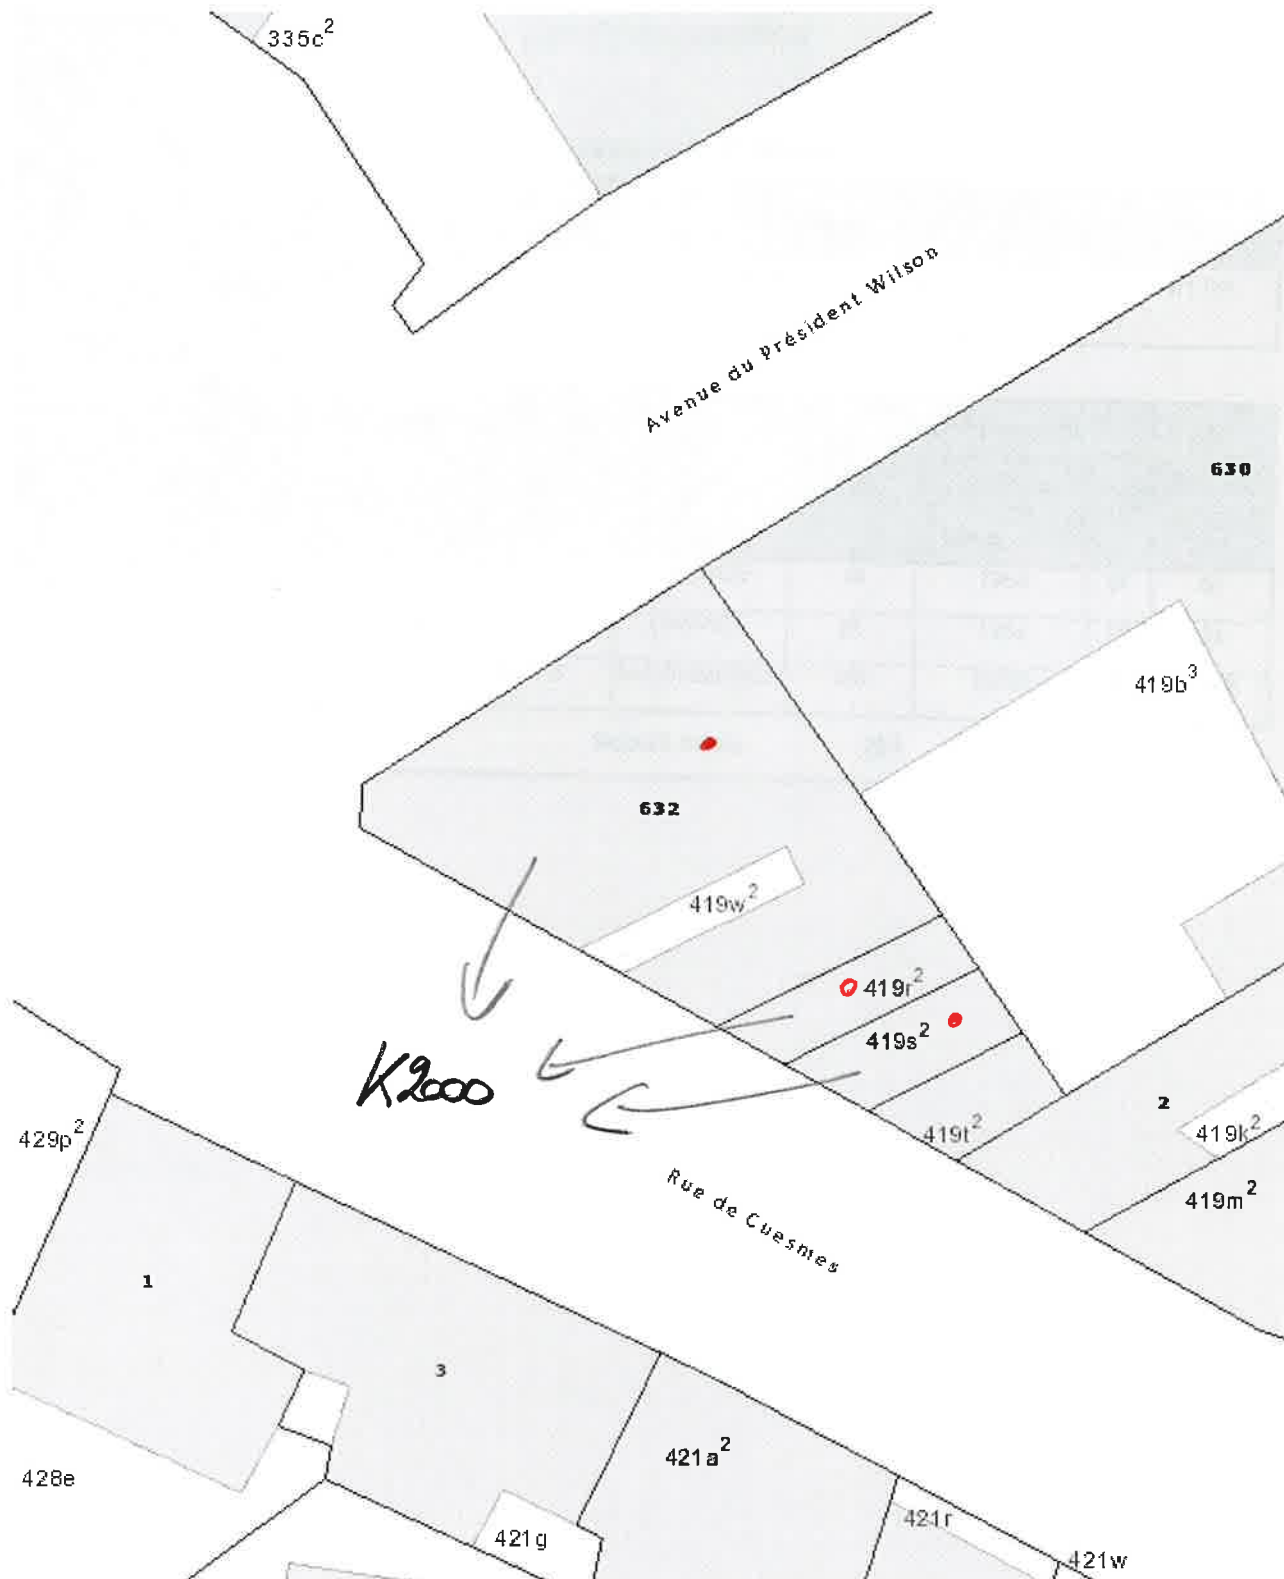 335c²
Avenue du Président Wilson
630
419b³
632
419w²
419r²
419s²
K2000
419t²
2
419k²
429p²
419m²
Rue de Cuesmes
1
3
421a²
428e
421r
421g
421w